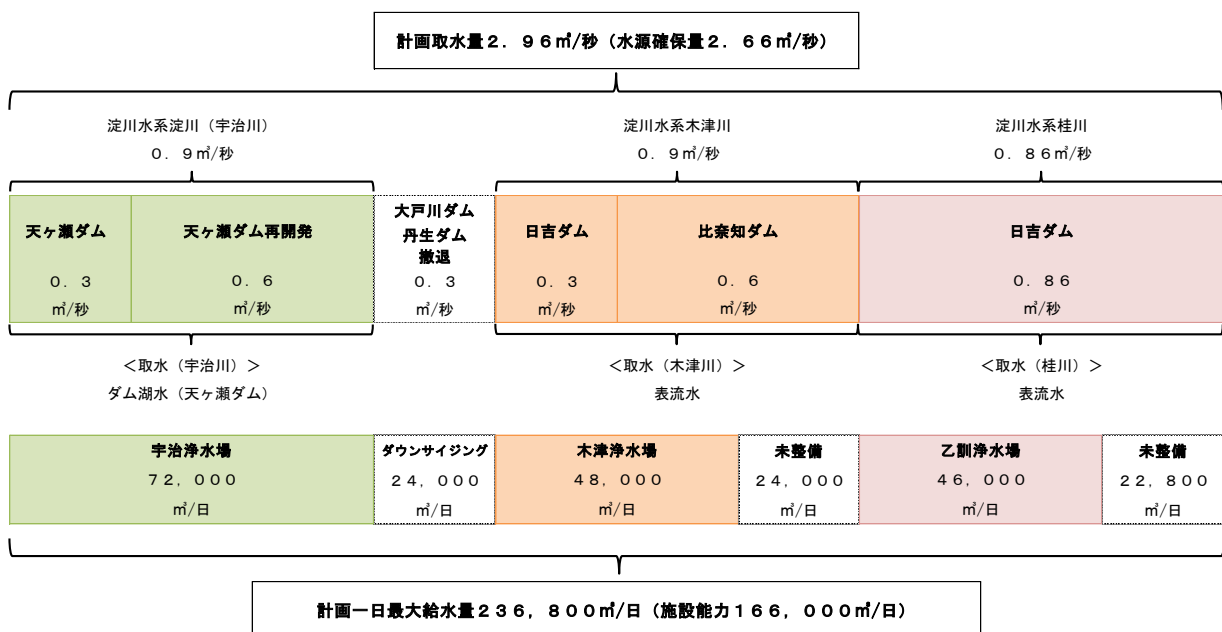 計画取水量２．９６㎥/秒（水源確保量２．６６㎥/秒）
淀川水系淀川（宇治川）
０．９㎥/秒
淀川水系木津川
０．９㎥/秒
淀川水系桂川
０．８６㎥/秒
天ヶ瀬ダム
０．３
㎥/秒
天ヶ瀬ダム再開発
０．６
㎥/秒
大戸川ダム
丹生ダム
撤退
０．３
㎥/秒
日吉ダム
０．３
㎥/秒
比奈知ダム
０．６
㎥/秒
日吉ダム
０．８６
㎥/秒
＜取水（宇治川）＞
ダム湖水（天ヶ瀬ダム）
＜取水（木津川）＞
表流水
＜取水（桂川）＞
表流水
宇治浄水場
７２，０００
㎥/日
ダウンサイジング
２４，０００
㎥/日
木津浄水場
４８，０００
㎥/日
未整備
２４，０００
㎥/日
乙訓浄水場
４６，０００
㎥/日
未整備
２２，８００
㎥/日
計画一日最大給水量２３６，８００㎥/日（施設能力１６６，０００㎥/日）